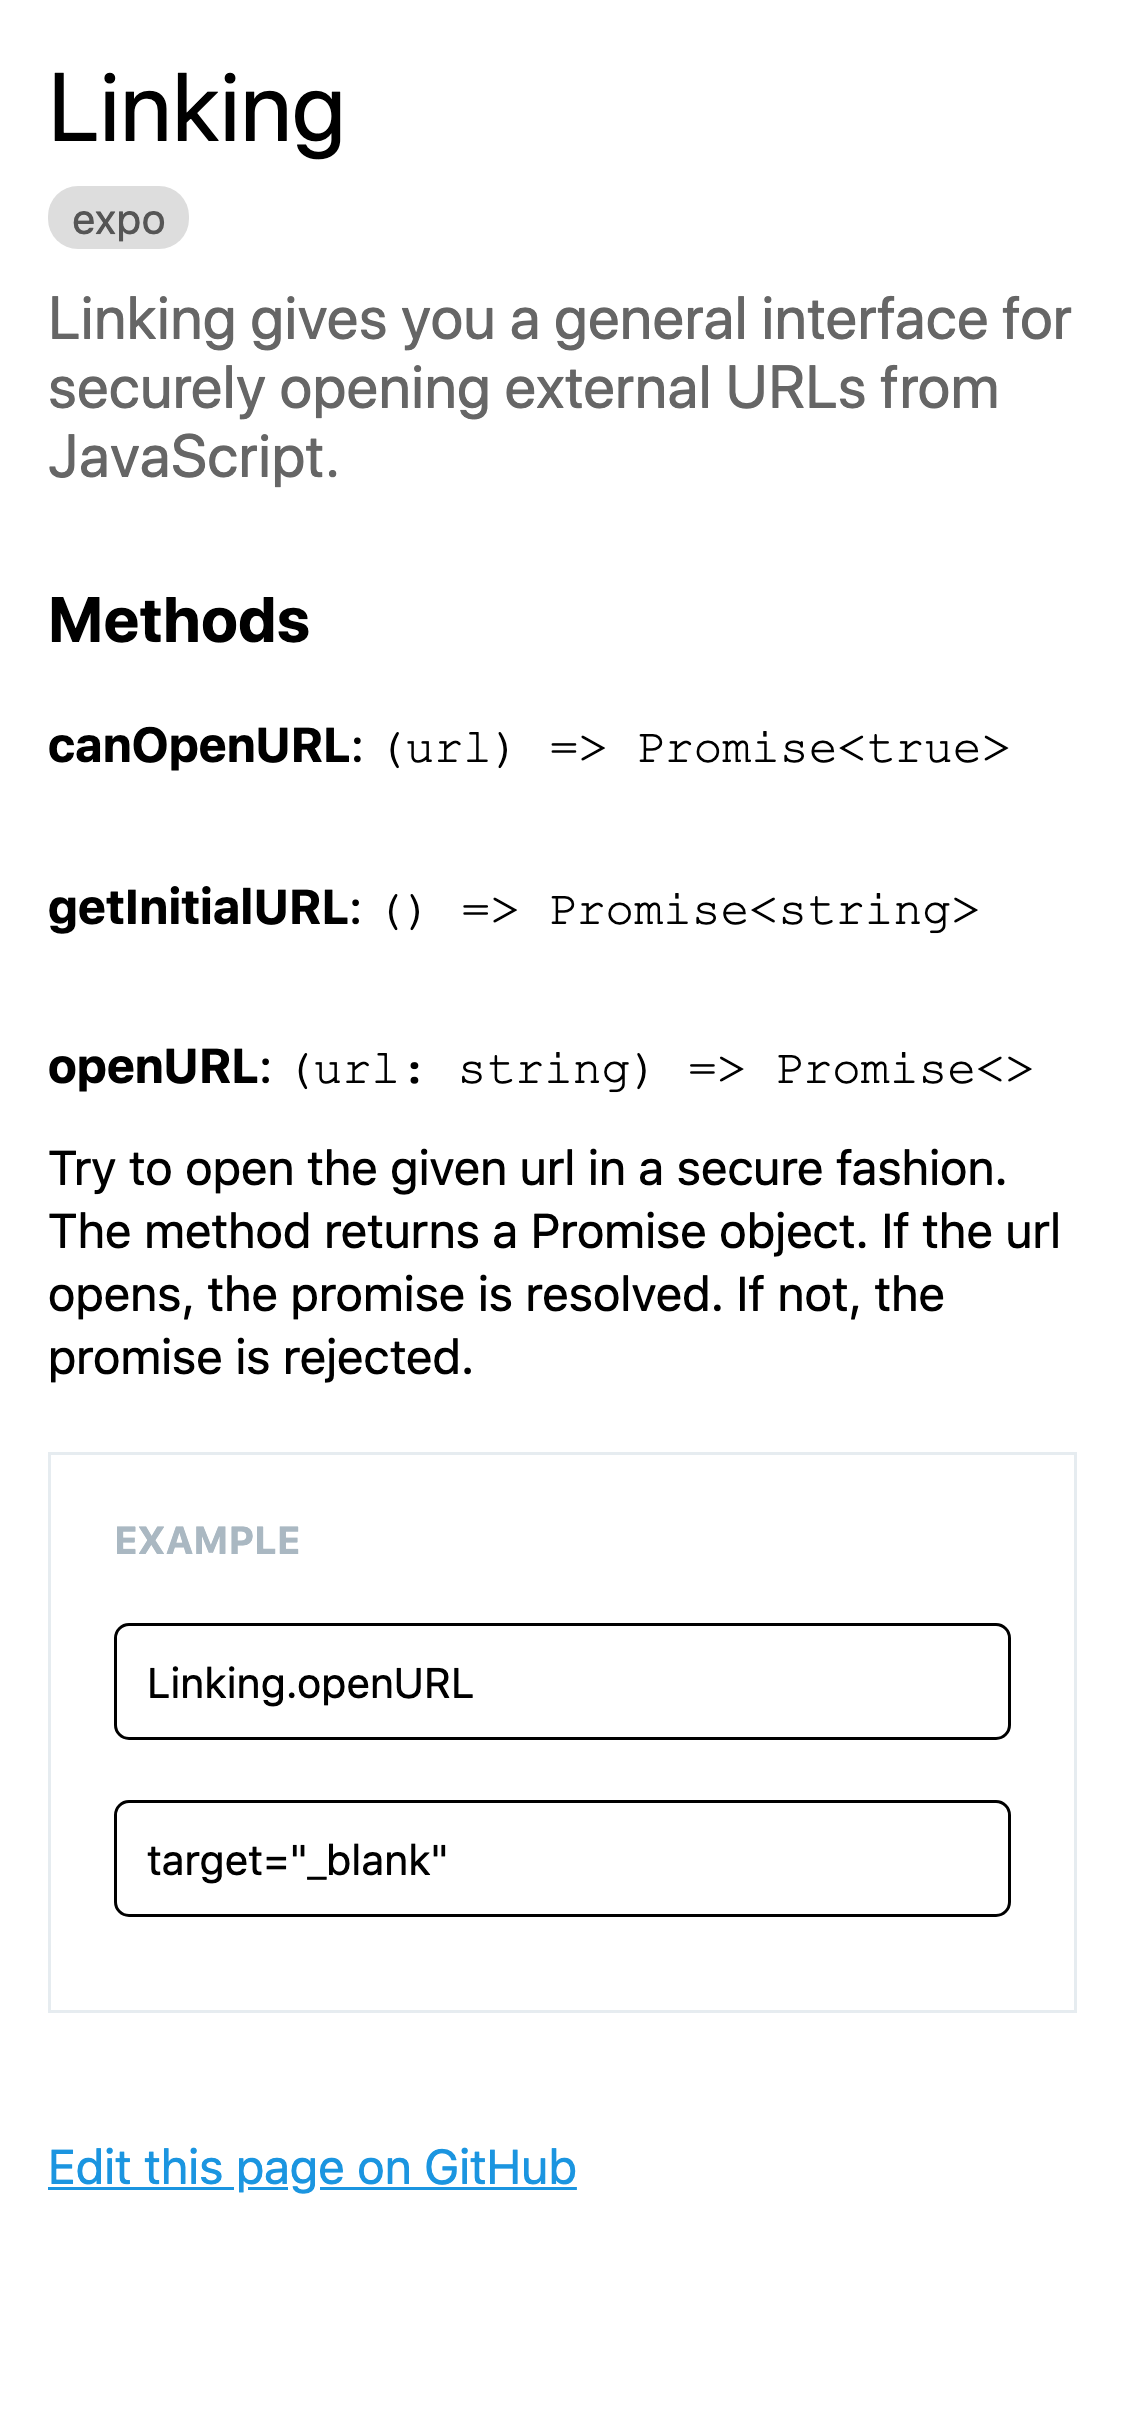 Linking
expo
Linking gives you a general interface for
securely opening external URLs from
JavaScript.
Methods
canOpenURL: (url) => Promise<true>
getInitialURL: () => Promise<string>
openURL: (url: string) => Promise<>
Try to open the given url in a secure fashion.
The method returns a Promise object. If the url
opens, the promise is resolved. If not, the
promise is rejected.
EXAMPLE
Linking.openURL
target="_blank"
Edit this page on GitHub